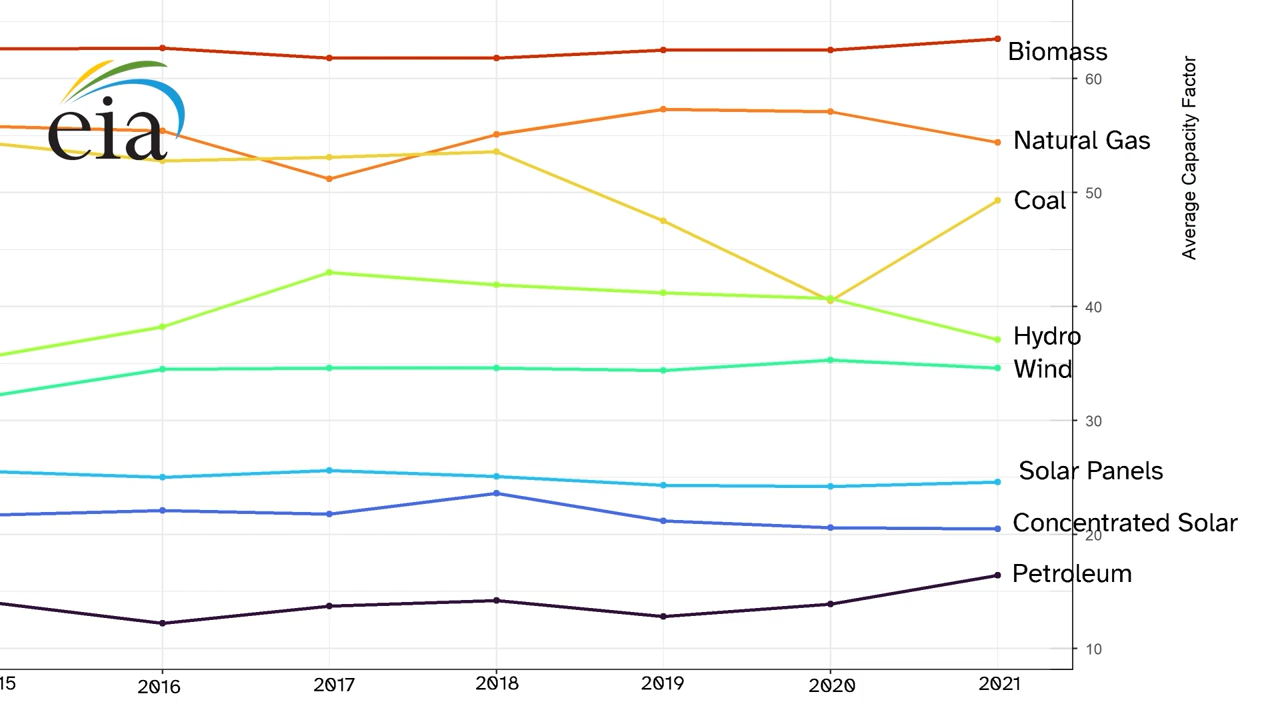 Biomass
60
eia
Natural Gas
50
Coal
Average Capacity Factor
40
Hydro
Wind
30
Solar Panels
Concentrated Solar
20
Petroleum
10
15
2016
2017
2018
2019
2020
2021